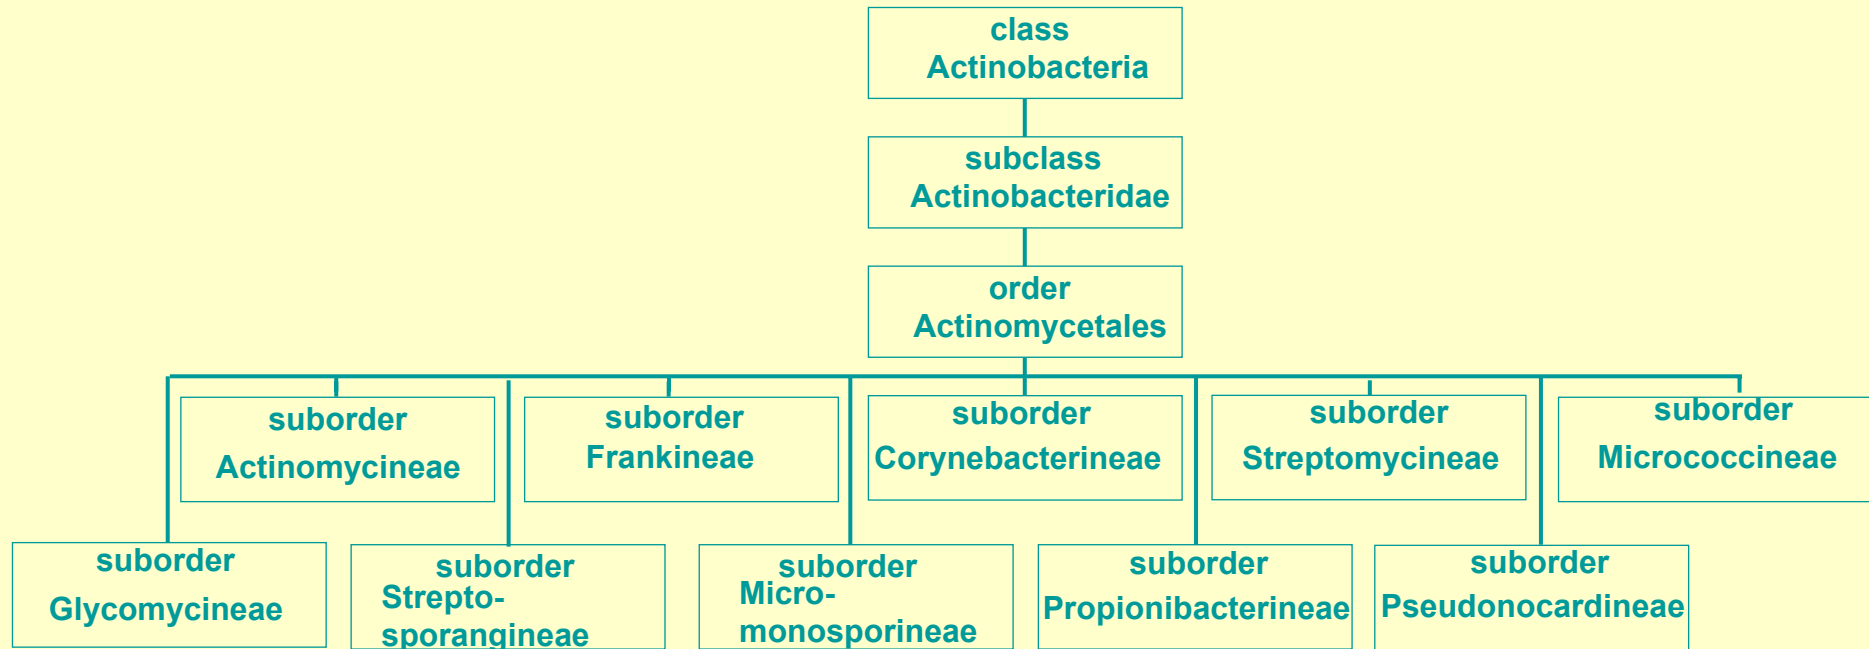 class
Actinobacteria
subclass
Actinobacteridae
order
Actinomycetales
suborder
Actinomycineae
suborder
Frankineae
suborder
Corynebacterineae
suborder
Streptomycineae
suborder
Micrococcineae
suborder
Glycomycineae
suborder
Strepto-
sporangineae
suborder
Micro-
monosporineae
suborder
Propionibacterineae
suborder
Pseudonocardineae